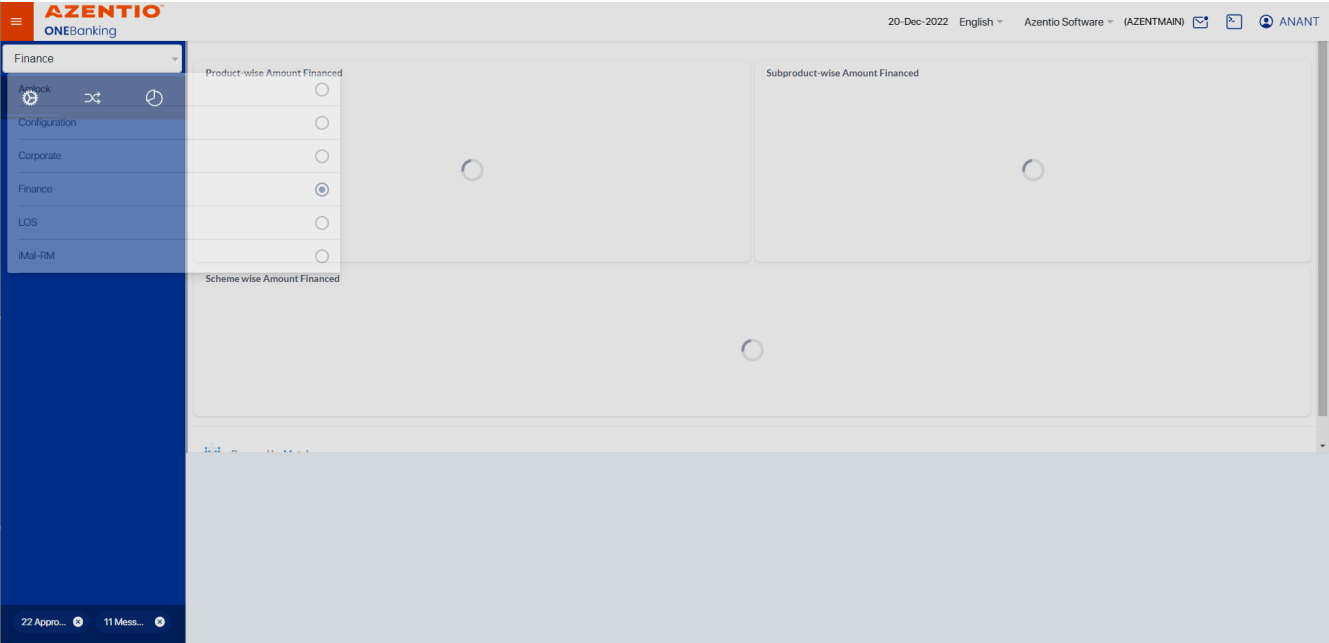 AZENTIO
ONEBanking
20-Dec-2022 English Azentio Software (AZENTMAIN) ANANT
Finance
Product-wise Amount Financed
Subproduct-wise Amount Financed
Amlock
Configuration
Corporate
Finance
LOS
iMal-RM
Scheme wise Amount Financed
22 Appro...
11 Mess...